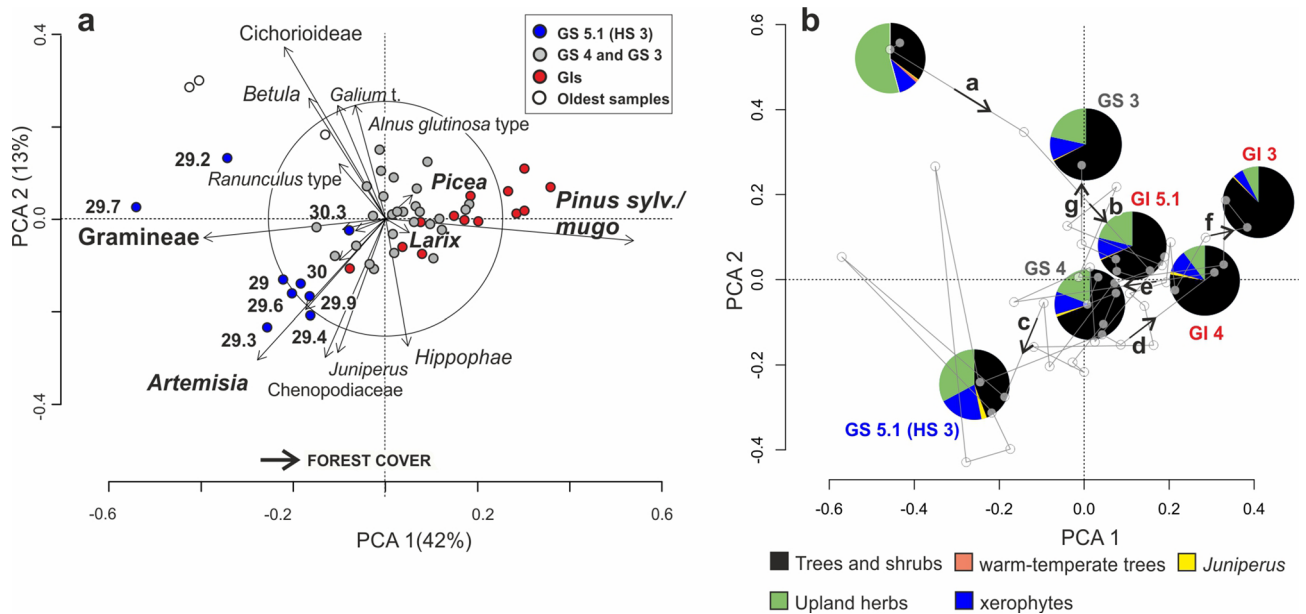 a
PCA 2 (13%)
0.4
0.0
-0.4
Cichorioideae
Betula
Galium t.
Alnus glutinosa type
Ranunculus type
Picea
Pinus sylv./
mugo
Larix
Gramineae
Hippophae
Juniperus
Chenopodiaceae
Artemisia
29.2
29.7
30.3
30
29
29.6
29.9
29.4
29.3
GS 5.1 (HS 3)
GS 4 and GS 3
GIs
Oldest samples
FOREST COVER
-0.6
-0.2
0.2
0.6
PCA 1(42%)
b
PCA 2
0.6
0.4
0.2
0.0
-0.2
-0.4
a
GS 3
GI 3
g
b
GI 5.1
f
GS 4
e
c
d
GI 4
GS 5.1 (HS 3)
-0.6
-0.4
-0.2
0.0
0.2
0.4
PCA 1
Trees and shrubs
warm-temperate trees
Juniperus
Upland herbs
xerophytes